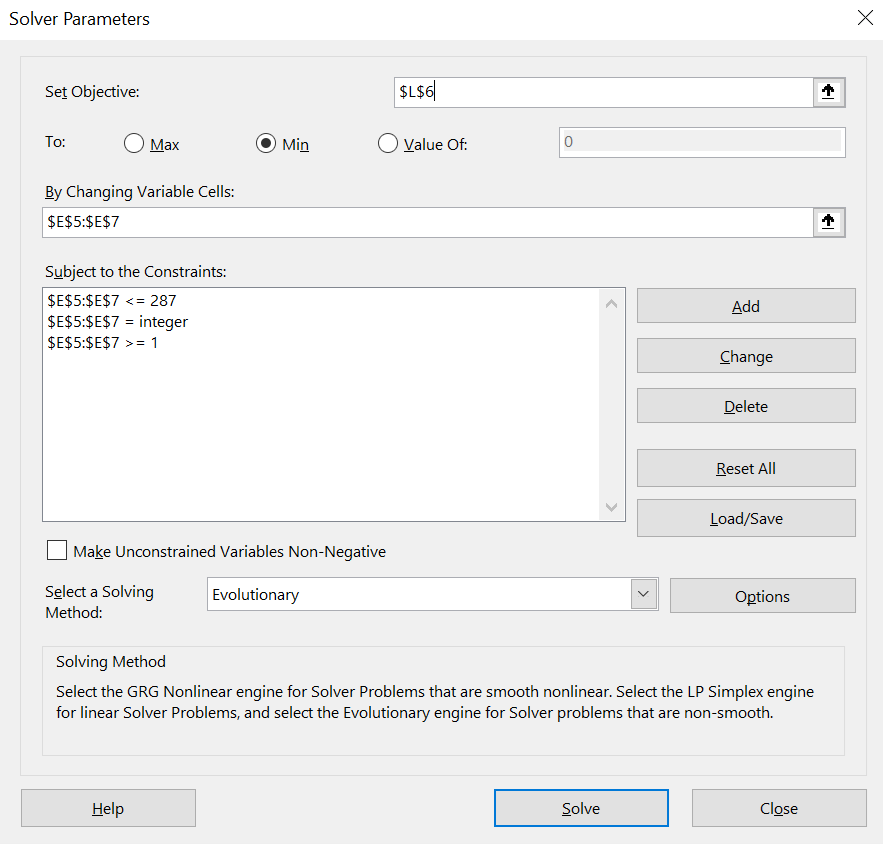 Solver Parameters
Set Objective:
$L$6
To:
Max
Min
Value Of:
0
By Changing Variable Cells:
$E$5:$E$7
Subject to the Constraints:
$E$5:$E$7 <= 287
$E$5:$E$7 = integer
$E$5:$E$7 >= 1
Add
Change
Delete
Reset All
Load/Save
Make Unconstrained Variables Non-Negative
Select a Solving
Method:
Evolutionary
Options
Solving Method
Select the GRG Nonlinear engine for Solver Problems that are smooth nonlinear. Select the LP Simplex engine
for linear Solver Problems, and select the Evolutionary engine for Solver problems that are non-smooth.
Help
Solve
Close